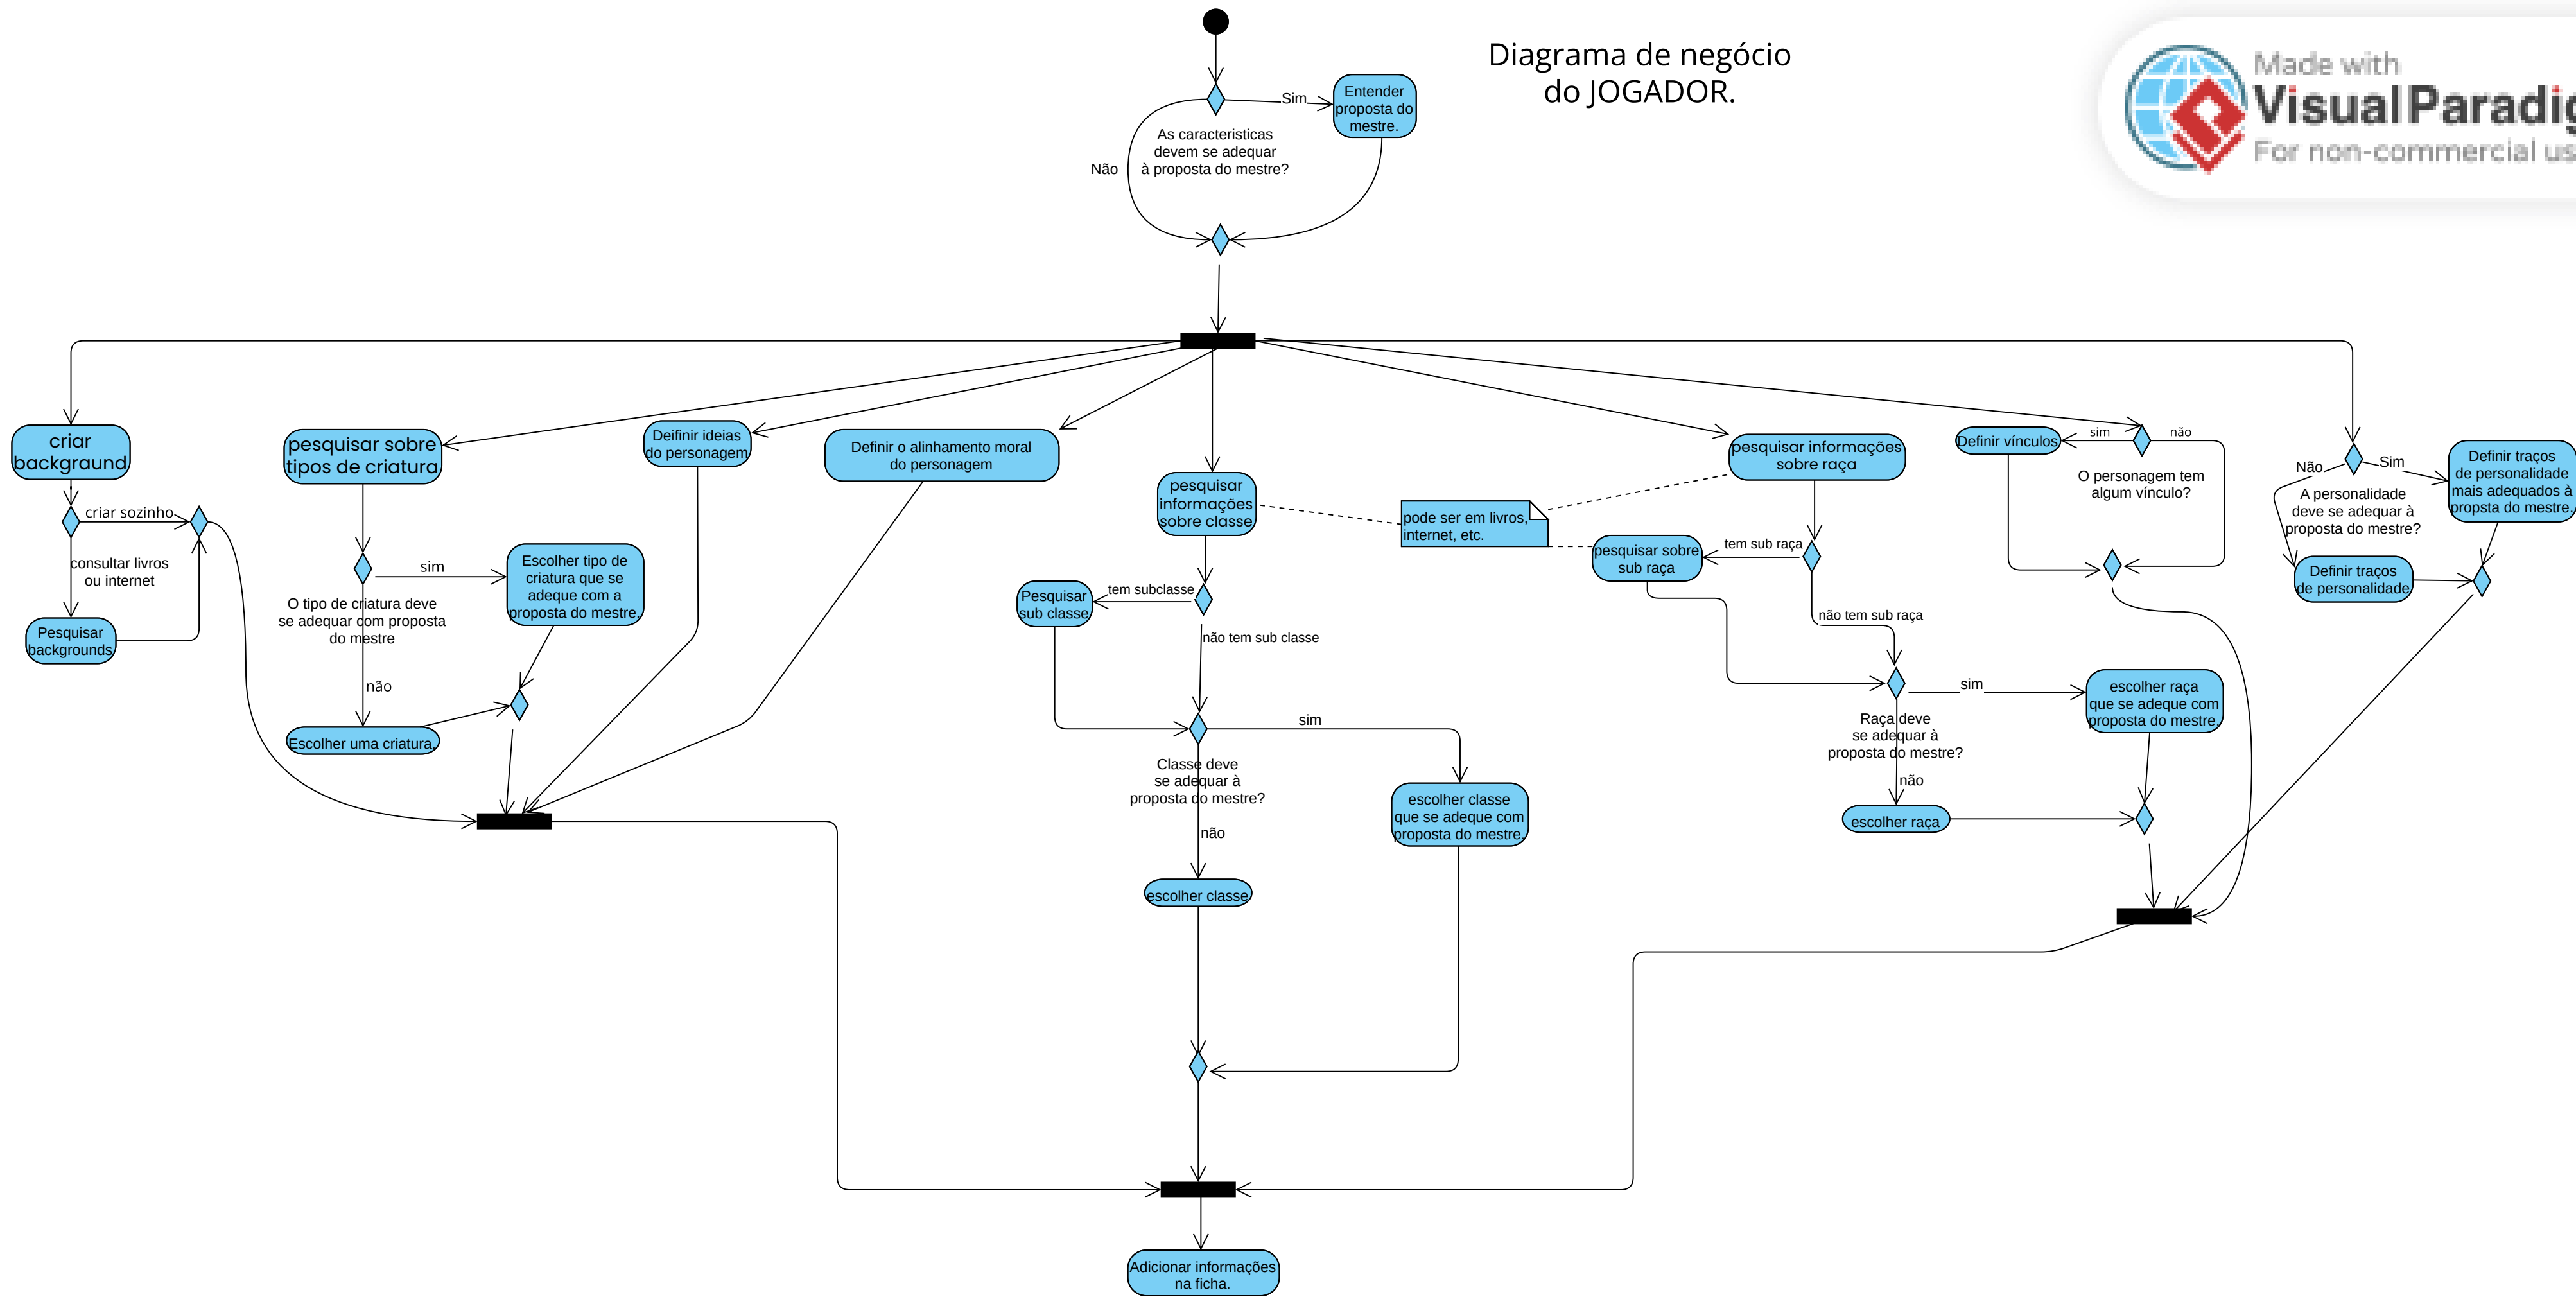 Diagrama de negócio
do JOGADOR.
Made with
Visual Paradig
For non-commercial us
Sim
Entender
proposta do
mestre.
As caracteristicas
devem se adequar
à proposta do mestre?
Não
criar
backgraund
criar sozinho
consultar livros
ou internet
Pesquisar
backgrounds
pesquisar sobre
tipos de criatura
sim
Escolher tipo de
criatura que se
adeque com a
proposta do mestre.
O tipo de criatura deve
se adequar com proposta
do mestre
não
Escolher uma criatura.
Deifinir ideias
do personagem
Definir o alinhamento moral
do personagem
pesquisar
informações
sobre classe
tem subclasse
Pesquisar
sub classe
não tem sub classe
sim
Classe deve
se adequar à
proposta do mestre?
não
escolher classe
que se adeque com
proposta do mestre.
escolher classe
pode ser em livros,
internet, etc.
pesquisar informações
sobre raça
tem sub raça
pesquisar sobre
sub raça
não tem sub raça
sim
Raça deve
se adequar à
proposta do mestre?
não
escolher raça
que se adeque com
proposta do mestre.
escolher raça
Definir vínculos
sim
não
O personagem tem
algum vínculo?
Não
Sim
A personalidade
deve se adequar à
proposta do mestre?
Definir traços
de personalidade
mais adequados à
propsta do mestre.
Definir traços
de personalidade
Adicionar informações
na ficha.